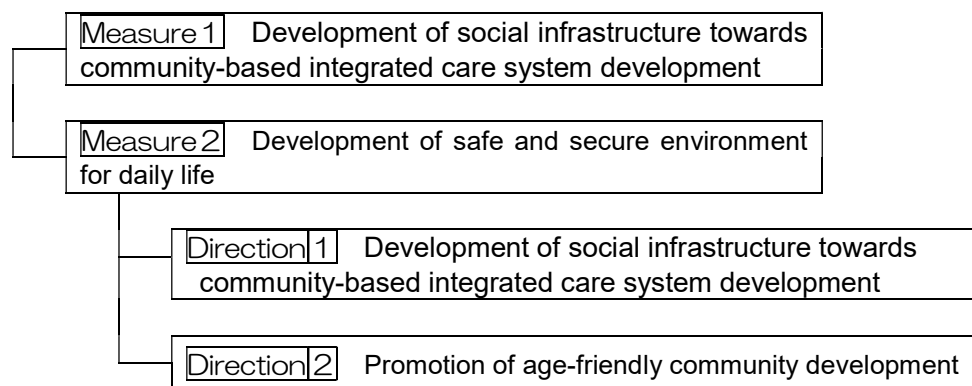 Measure 1 Development of social infrastructure towards
community-based integrated care system development
Measure 2 Development of safe and secure environment
for daily life
Direction 1 Development of social infrastructure towards
community-based integrated care system development
Direction 2 Promotion of age-friendly community development